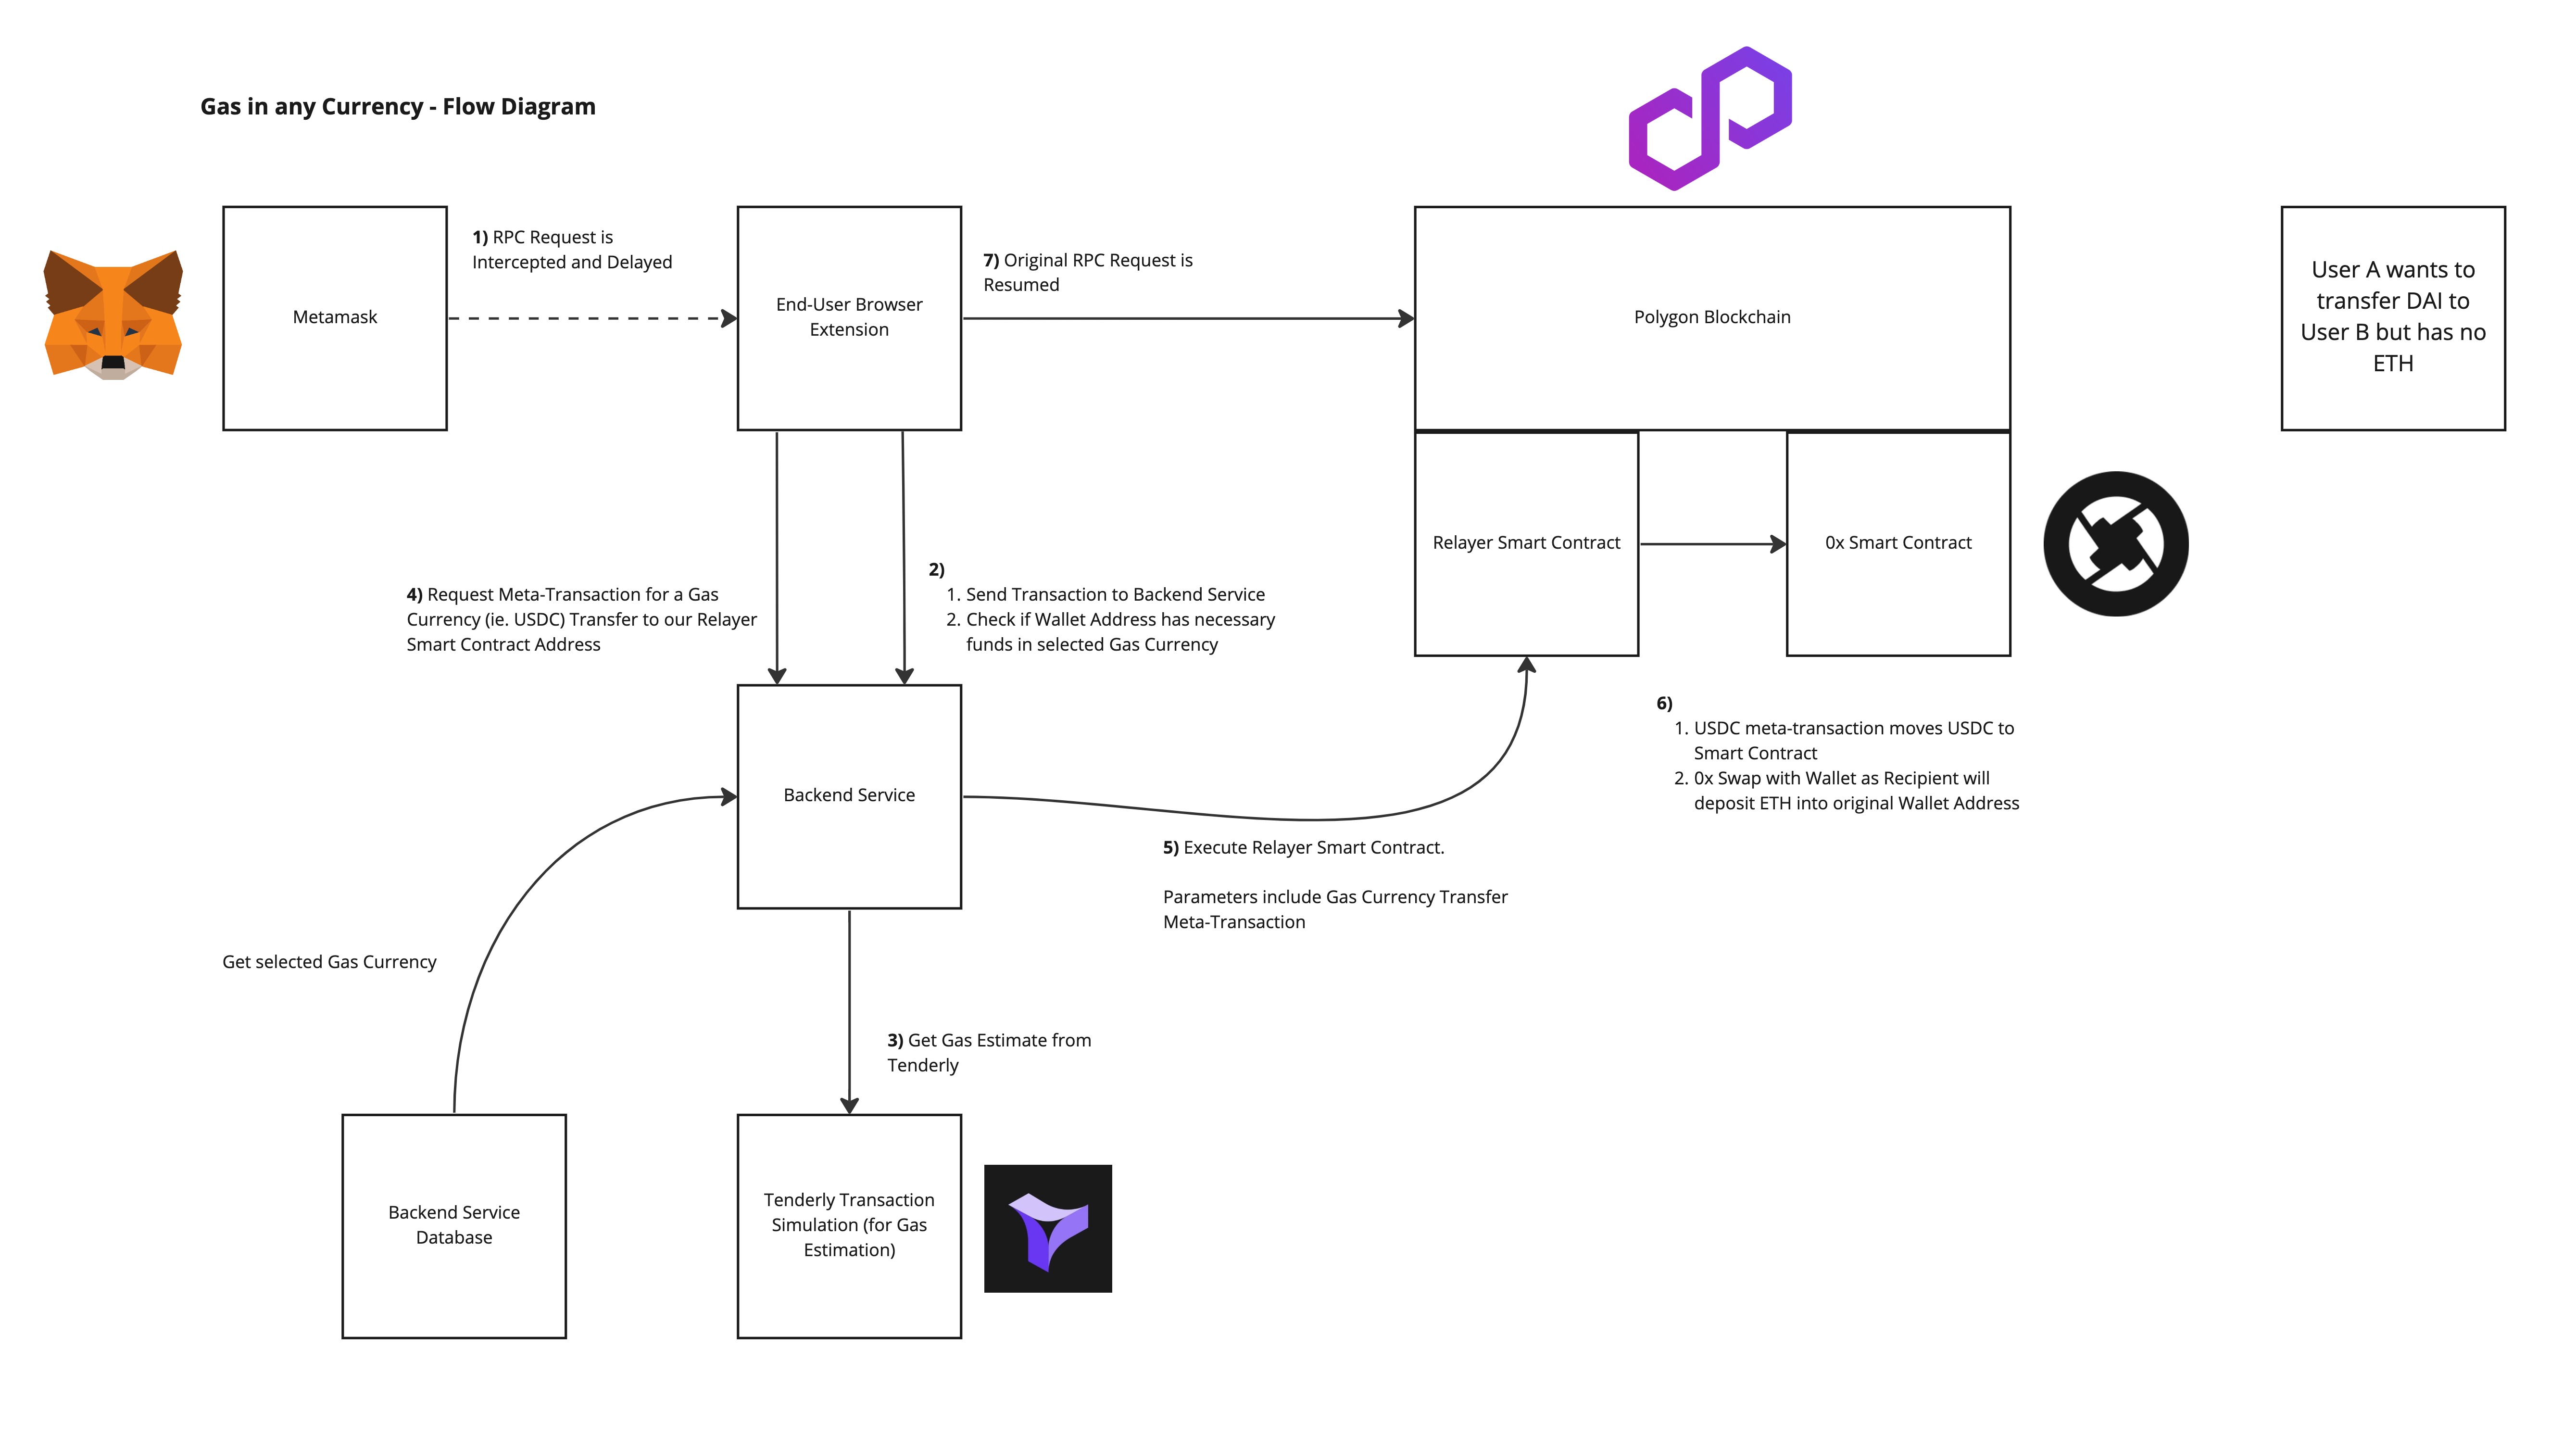 Gas in any Currency - Flow Diagram
Metamask
1) RPC Request is
Intercepted and Delayed
End-User Browser
Extension
7) Original RPC Request is
Resumed
Polygon Blockchain
User A wants to
transfer DAI to
User B but has no
ETH
Relayer Smart Contract
0x Smart Contract
4) Request Meta-Transaction for a Gas
Currency (ie. USDC) Transfer to our Relayer
Smart Contract Address
2)
1. Send Transaction to Backend Service
2. Check if Wallet Address has necessary
funds in selected Gas Currency
6)
1. USDC meta-transaction moves USDC to
Smart Contract
2. 0x Swap with Wallet as Recipient will
deposit ETH into original Wallet Address
Backend Service
5) Execute Relayer Smart Contract.
Parameters include Gas Currency Transfer
Meta-Transaction
Get selected Gas Currency
3) Get Gas Estimate from
Tenderly
Backend Service
Database
Tenderly Transaction
Simulation (for Gas
Estimation)